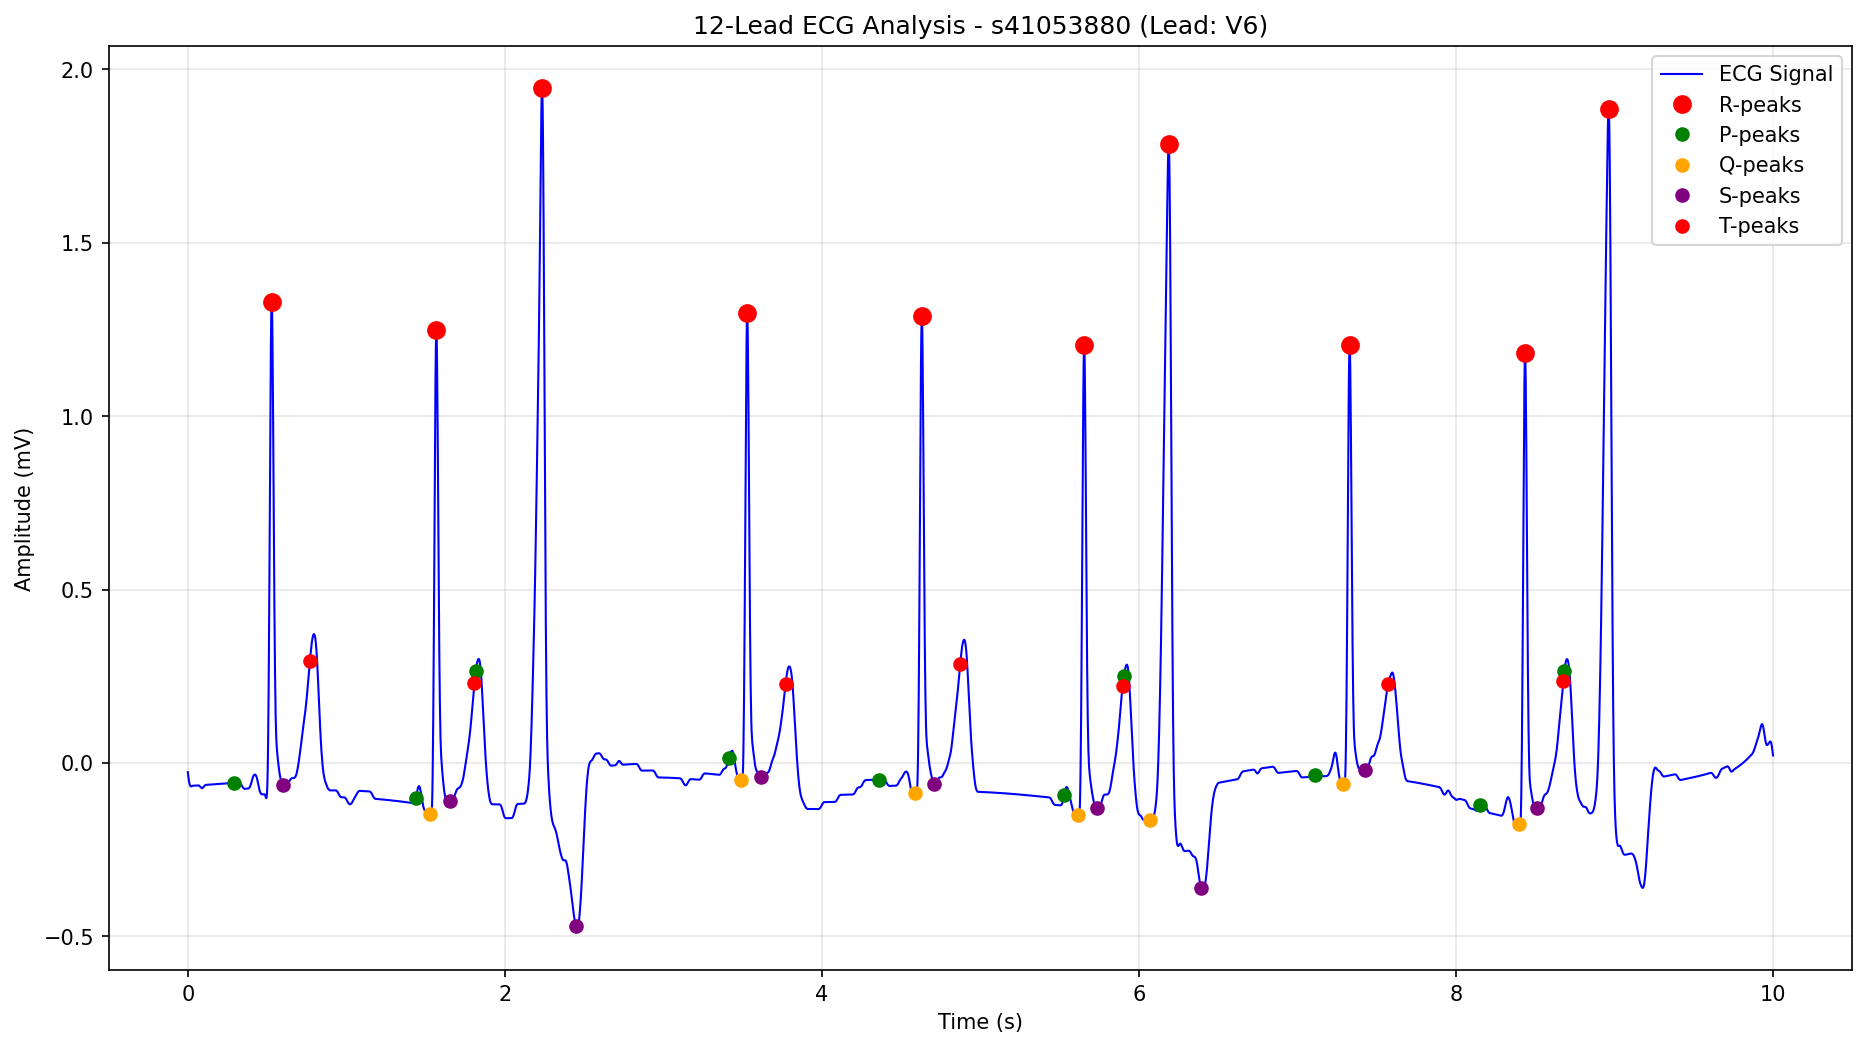 12-Lead ECG Analysis - s41053880 (Lead: V6)
ECG Signal
R-peaks
P-peaks
Q-peaks
S-peaks
T-peaks
Amplitude (mV)
2.0
1.5
1.0
0.5
0.0
−0.5
0 2 4 6 8 10
Time (s)